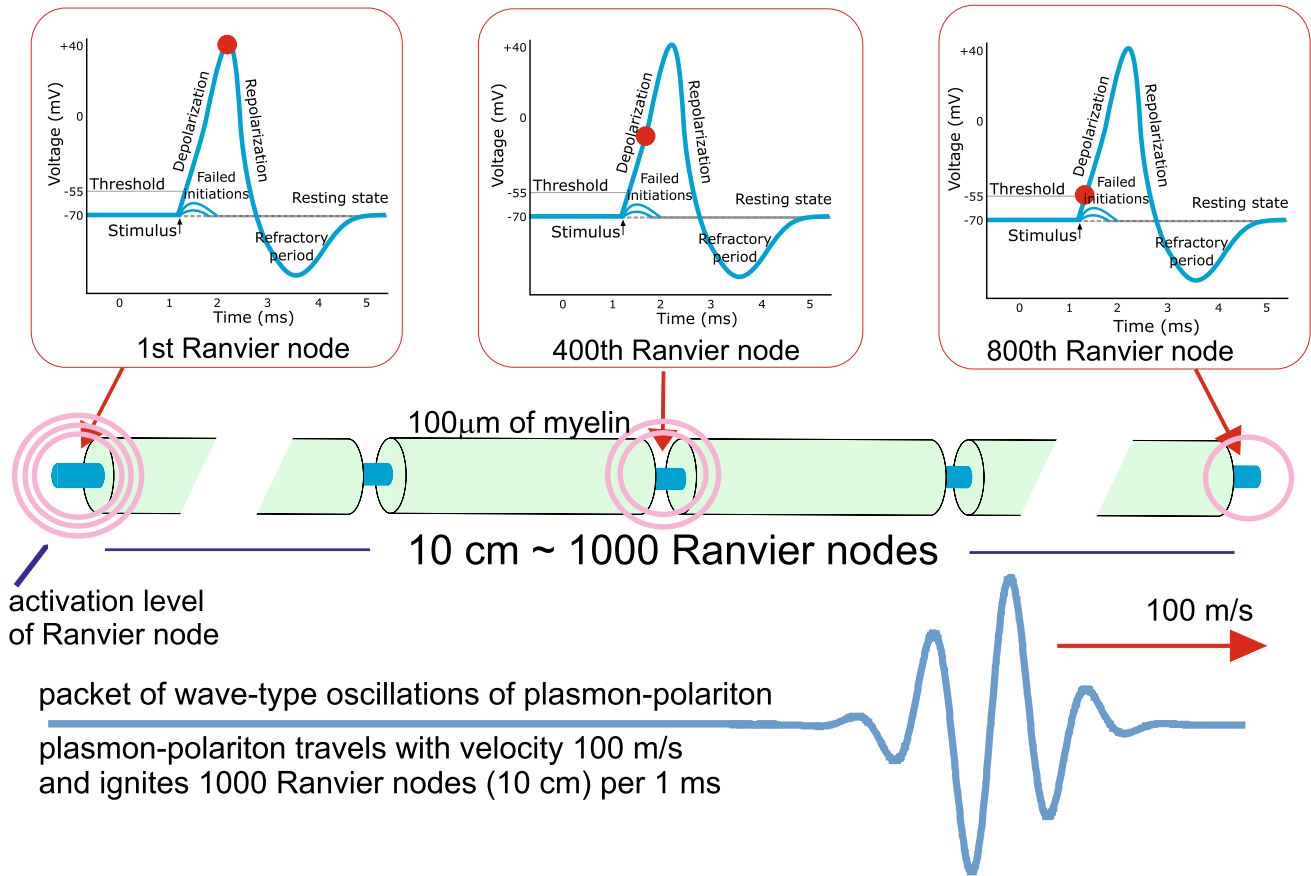 +40
0
-55
-70
Voltage (mV)
Depolarization
Repolarization
Threshold
Failed
initiations
Resting state
Stimulus
Refractory
period
0 1 2 3 4 5
Time (ms)
1st Ranvier node
+40
0
-55
-70
Voltage (mV)
Depolarization
Repolarization
Threshold
Failed
initiations
Resting state
Stimulus
Refractory
period
0 1 2 3 4 5
Time (ms)
400th Ranvier node
+40
0
-55
-70
Voltage (mV)
Depolarization
Repolarization
Threshold
Failed
initiations
Resting state
Stimulus
Refractory
period
0 1 2 3 4 5
Time (ms)
800th Ranvier node
100μm of myelin
10 cm ~ 1000 Ranvier nodes
activation level
of Ranvier node
100 m/s
packet of wave-type oscillations of plasmon-polariton
plasmon-polariton travels with velocity 100 m/s
and ignites 1000 Ranvier nodes (10 cm) per 1 ms